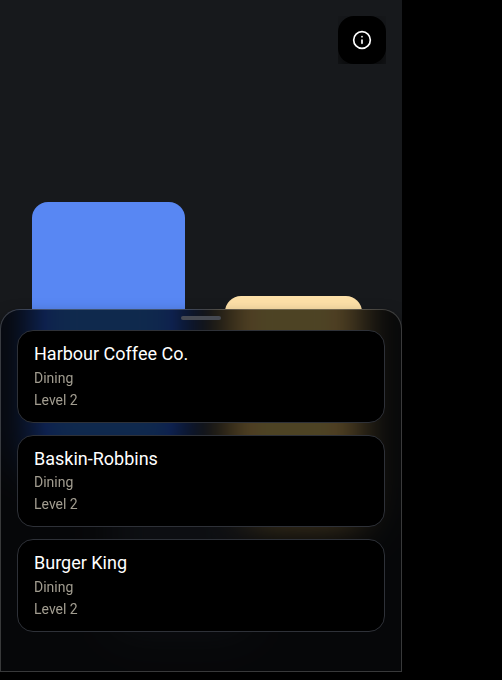 Harbour Coffee Co.
Dining
Level 2
Baskin-Robbins
Dining
Level 2
Burger King
Dining
Level 2